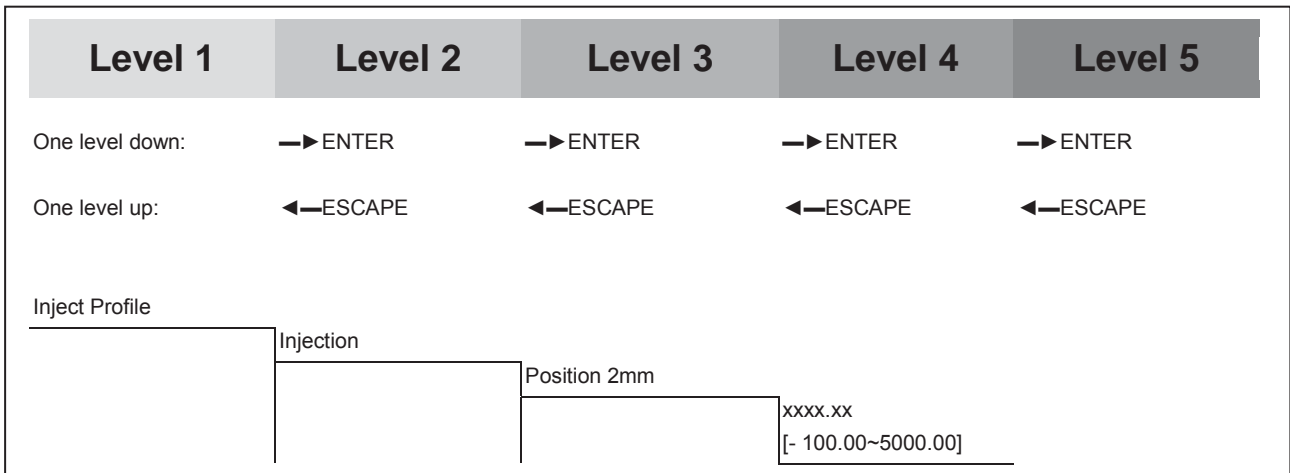 Level 1 Level 2 Level 3 Level 4 Level 5
One level down: ENTER ENTER ENTER ENTER
One level up: ESCAPE ESCAPE ESCAPE ESCAPE
Inject Profile
Injection
Position 2mm
xxxx.xx
[- 100.00~5000.00]